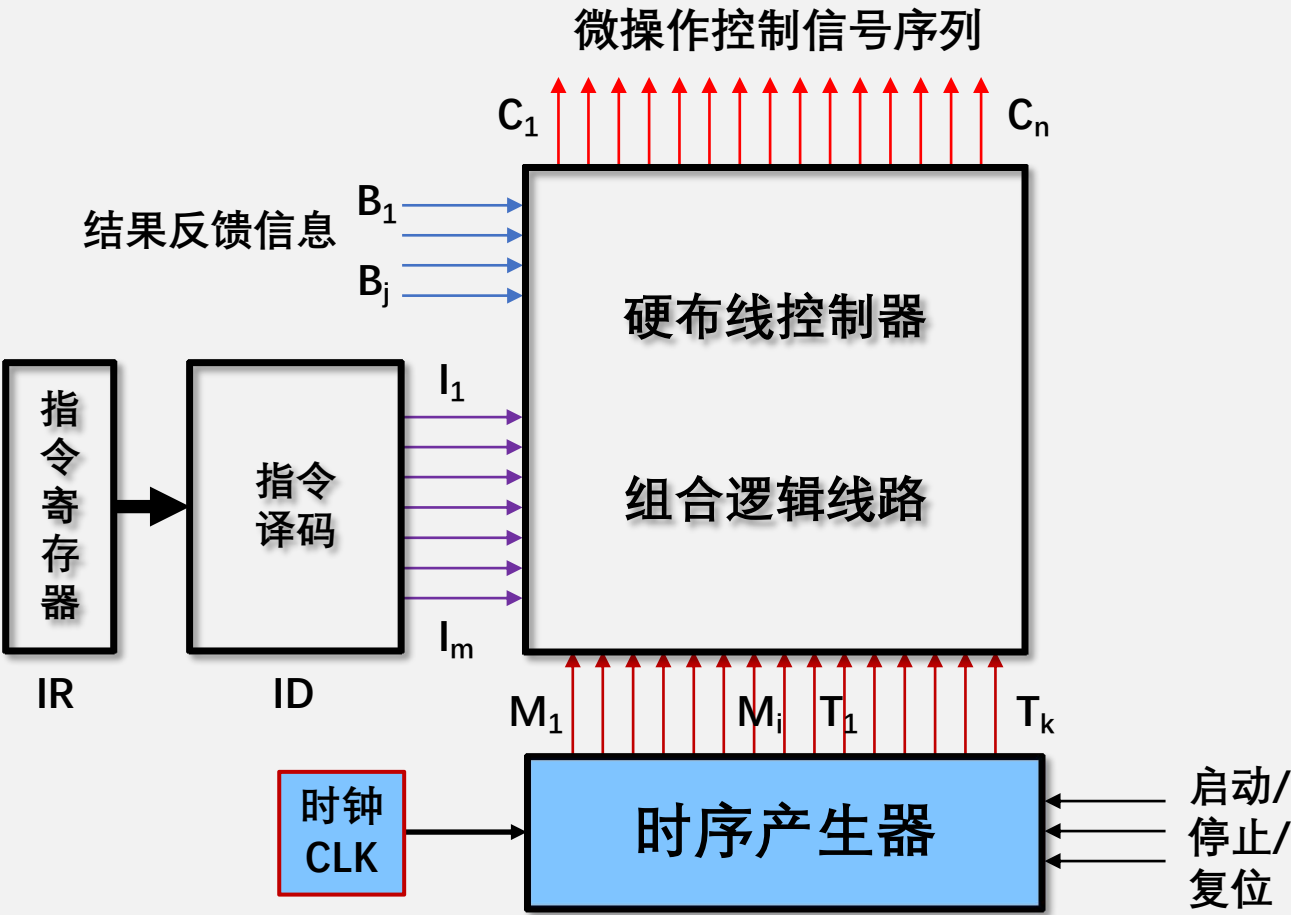 微操作控制信号序列
C₁
Cₙ
B₁
结果反馈信息
Bⱼ
硬布线控制器
组合逻辑线路
I₁
指
令
寄
存
器
指令
译码
Iₘ
IR
ID
M₁
Mᵢ
T₁
Tₖ
时钟
CLK
时序产生器
启动/
停止/
复位